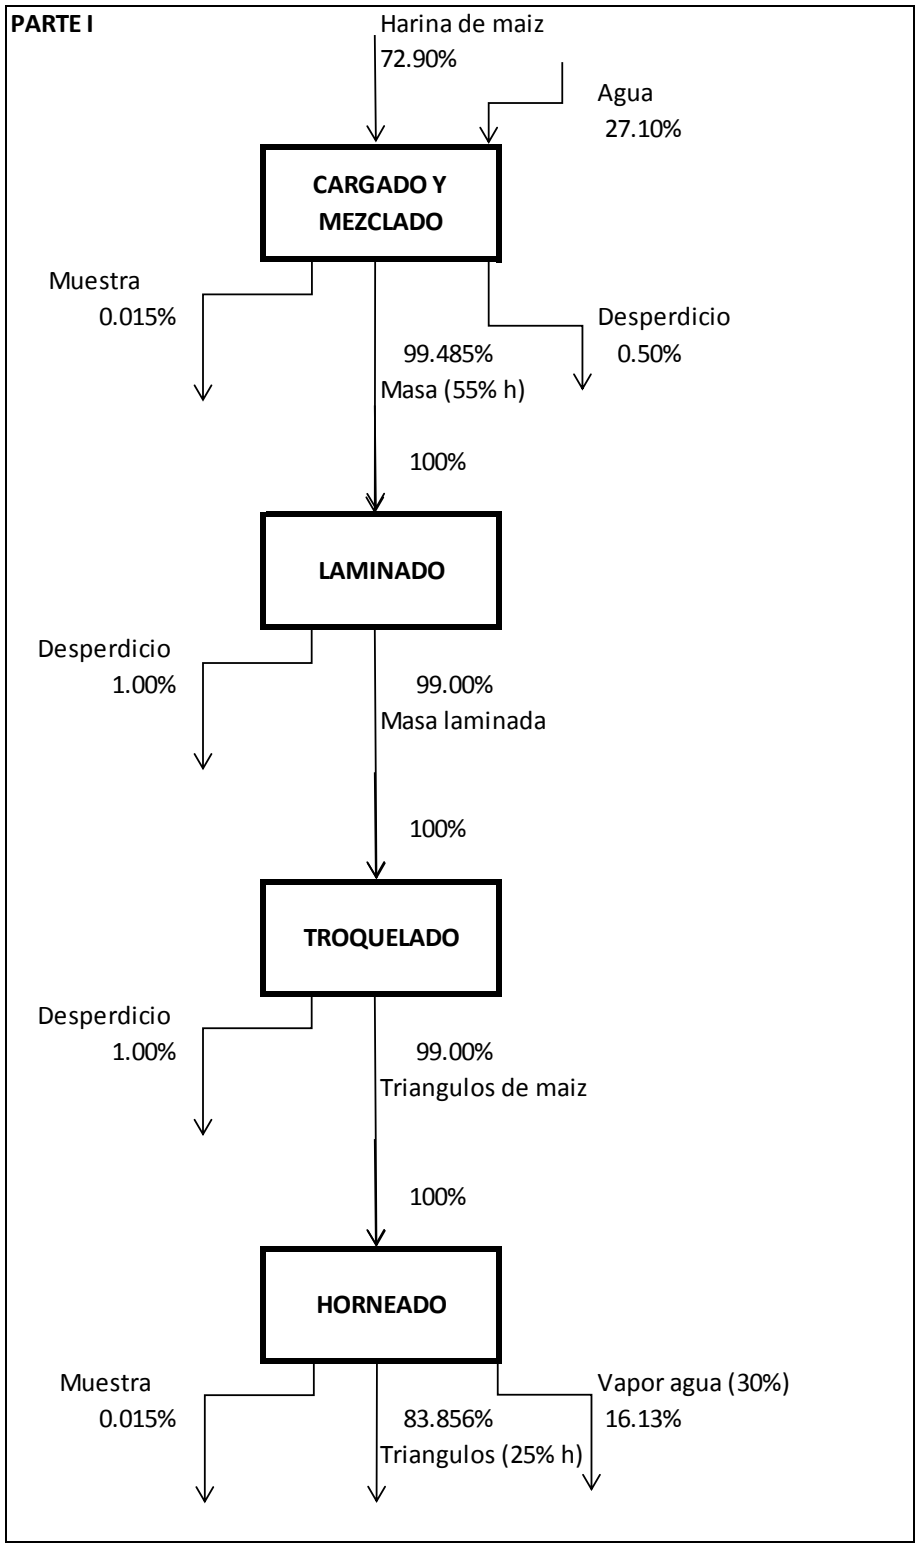 PARTE I
Harina de maiz
72.90%
Agua
27.10%
CARGADO Y
MEZCLADO
Muestra
0.015%
Desperdicio
0.50%
99.485%
Masa (55% h)
100%
LAMINADO
Desperdicio
1.00%
99.00%
Masa laminada
100%
TROQUELADO
Desperdicio
1.00%
99.00%
Triangulos de maiz
100%
HORNEADO
Muestra
0.015%
83.856%
Triangulos (25% h)
Vapor agua (30%)
16.13%